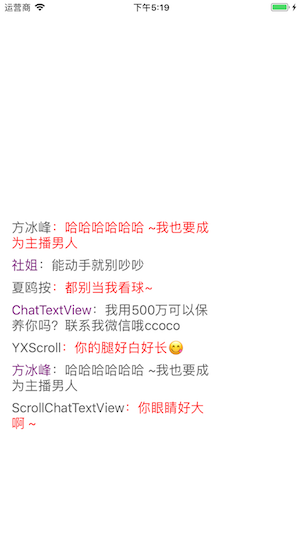 运营商 下午5:19
方冰峰：哈哈哈哈哈哈 ~我也要成
为主播男人
社姐：能动手就别吵吵
夏鸥按：都别当我看球~
ChatTextView：我用500万可以保
养你吗？联系我微信哦ccoco
YXScroll：你的腿好白好长😋
方冰峰：哈哈哈哈哈哈 ~我也要成
为主播男人
ScrollChatTextView：你眼睛好大
啊 ~